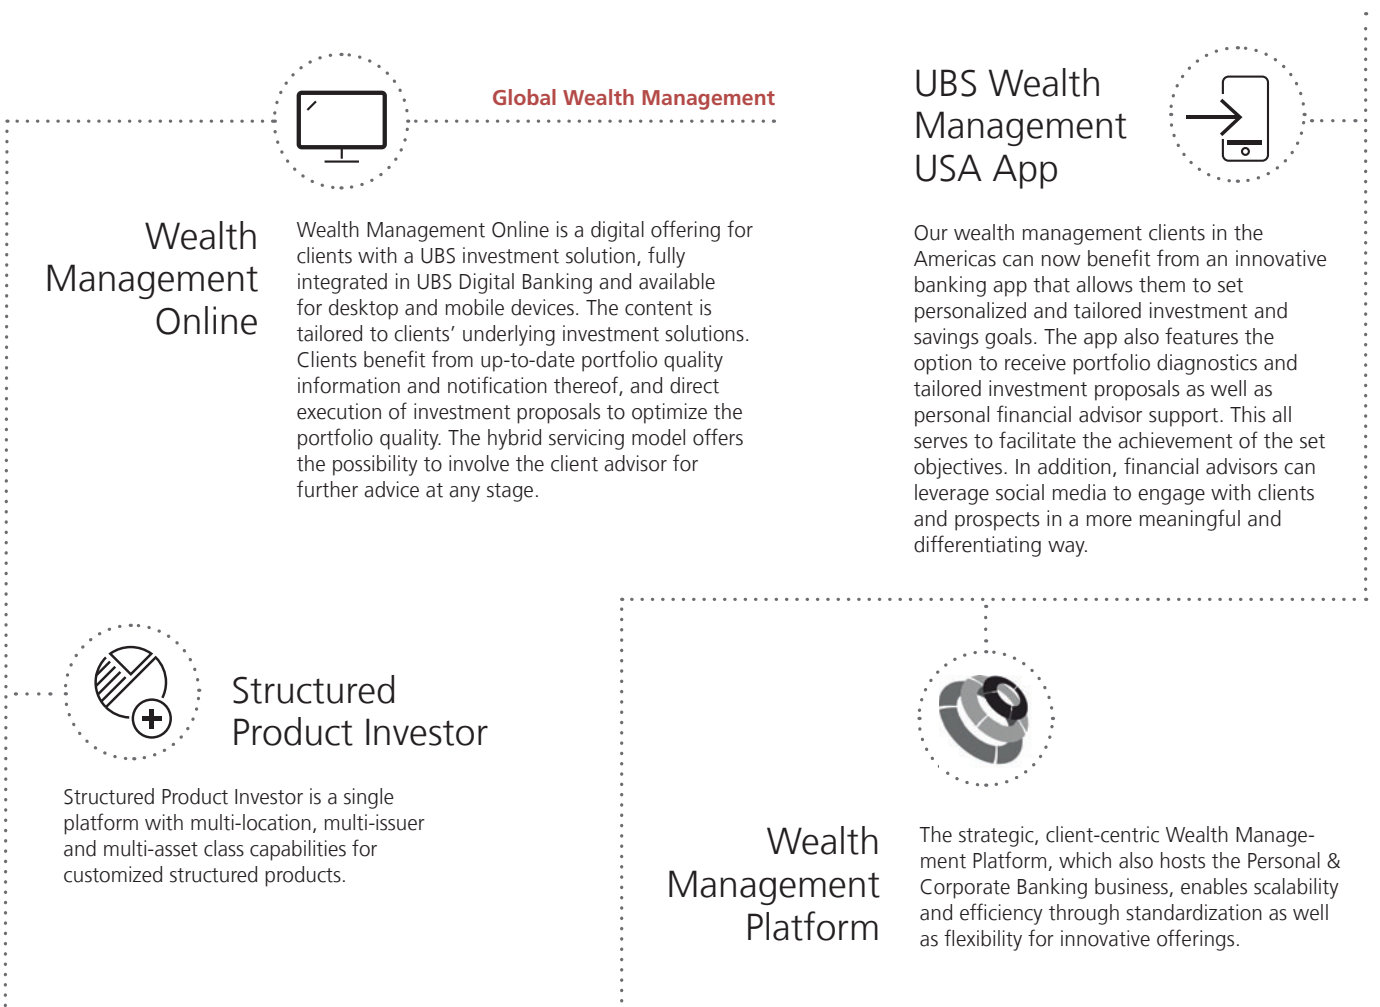 Global Wealth Management
Wealth
Management
Online
Wealth Management Online is a digital offering for
clients with a UBS investment solution, fully
integrated in UBS Digital Banking and available
for desktop and mobile devices. The content is
tailored to clients’ underlying investment solutions.
Clients benefit from up-to-date portfolio quality
information and notification thereof, and direct
execution of investment proposals to optimize the
portfolio quality. The hybrid servicing model offers
the possibility to involve the client advisor for
further advice at any stage.
UBS Wealth
Management
USA App
Our wealth management clients in the
Americas can now benefit from an innovative
banking app that allows them to set
personalized and tailored investment and
savings goals. The app also features the
option to receive portfolio diagnostics and
tailored investment proposals as well as
personal financial advisor support. This all
serves to facilitate the achievement of the set
objectives. In addition, financial advisors can
leverage social media to engage with clients
and prospects in a more meaningful and
differentiating way.
Structured
Product Investor
Structured Product Investor is a single
platform with multi-location, multi-issuer
and multi-asset class capabilities for
customized structured products.
Wealth
Management
Platform
The strategic, client-centric Wealth Manage-
ment Platform, which also hosts the Personal &
Corporate Banking business, enables scalability
and efficiency through standardization as well
as flexibility for innovative offerings.